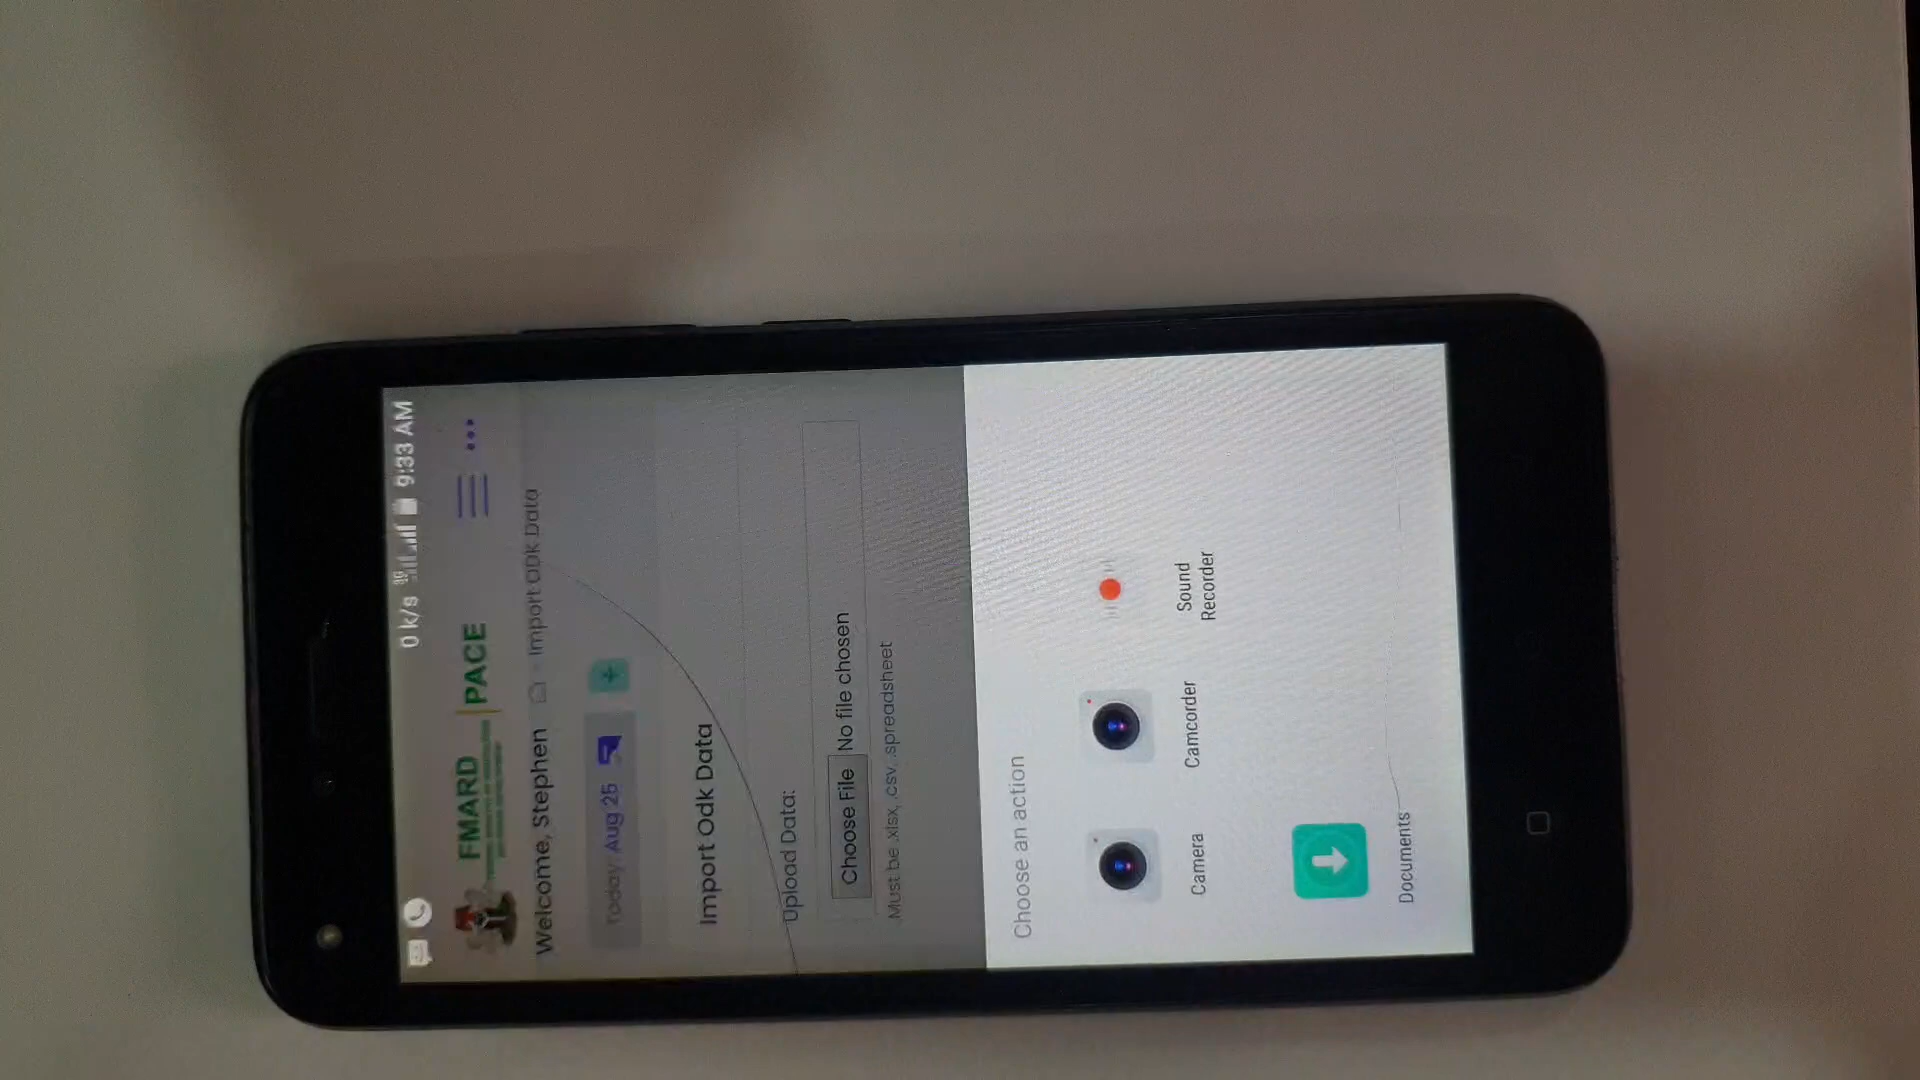 0 k/s 4G 9:33 AM
FMARD PACE
Welcome, Stephen - Import ODK Data
Today: Aug 25
+
Import Odk Data
Upload Data:
Choose File No file chosen
Must be .xlsx, .csv, .spreadsheet
Choose an action
Camera
Camcorder
Sound
Recorder
Documents